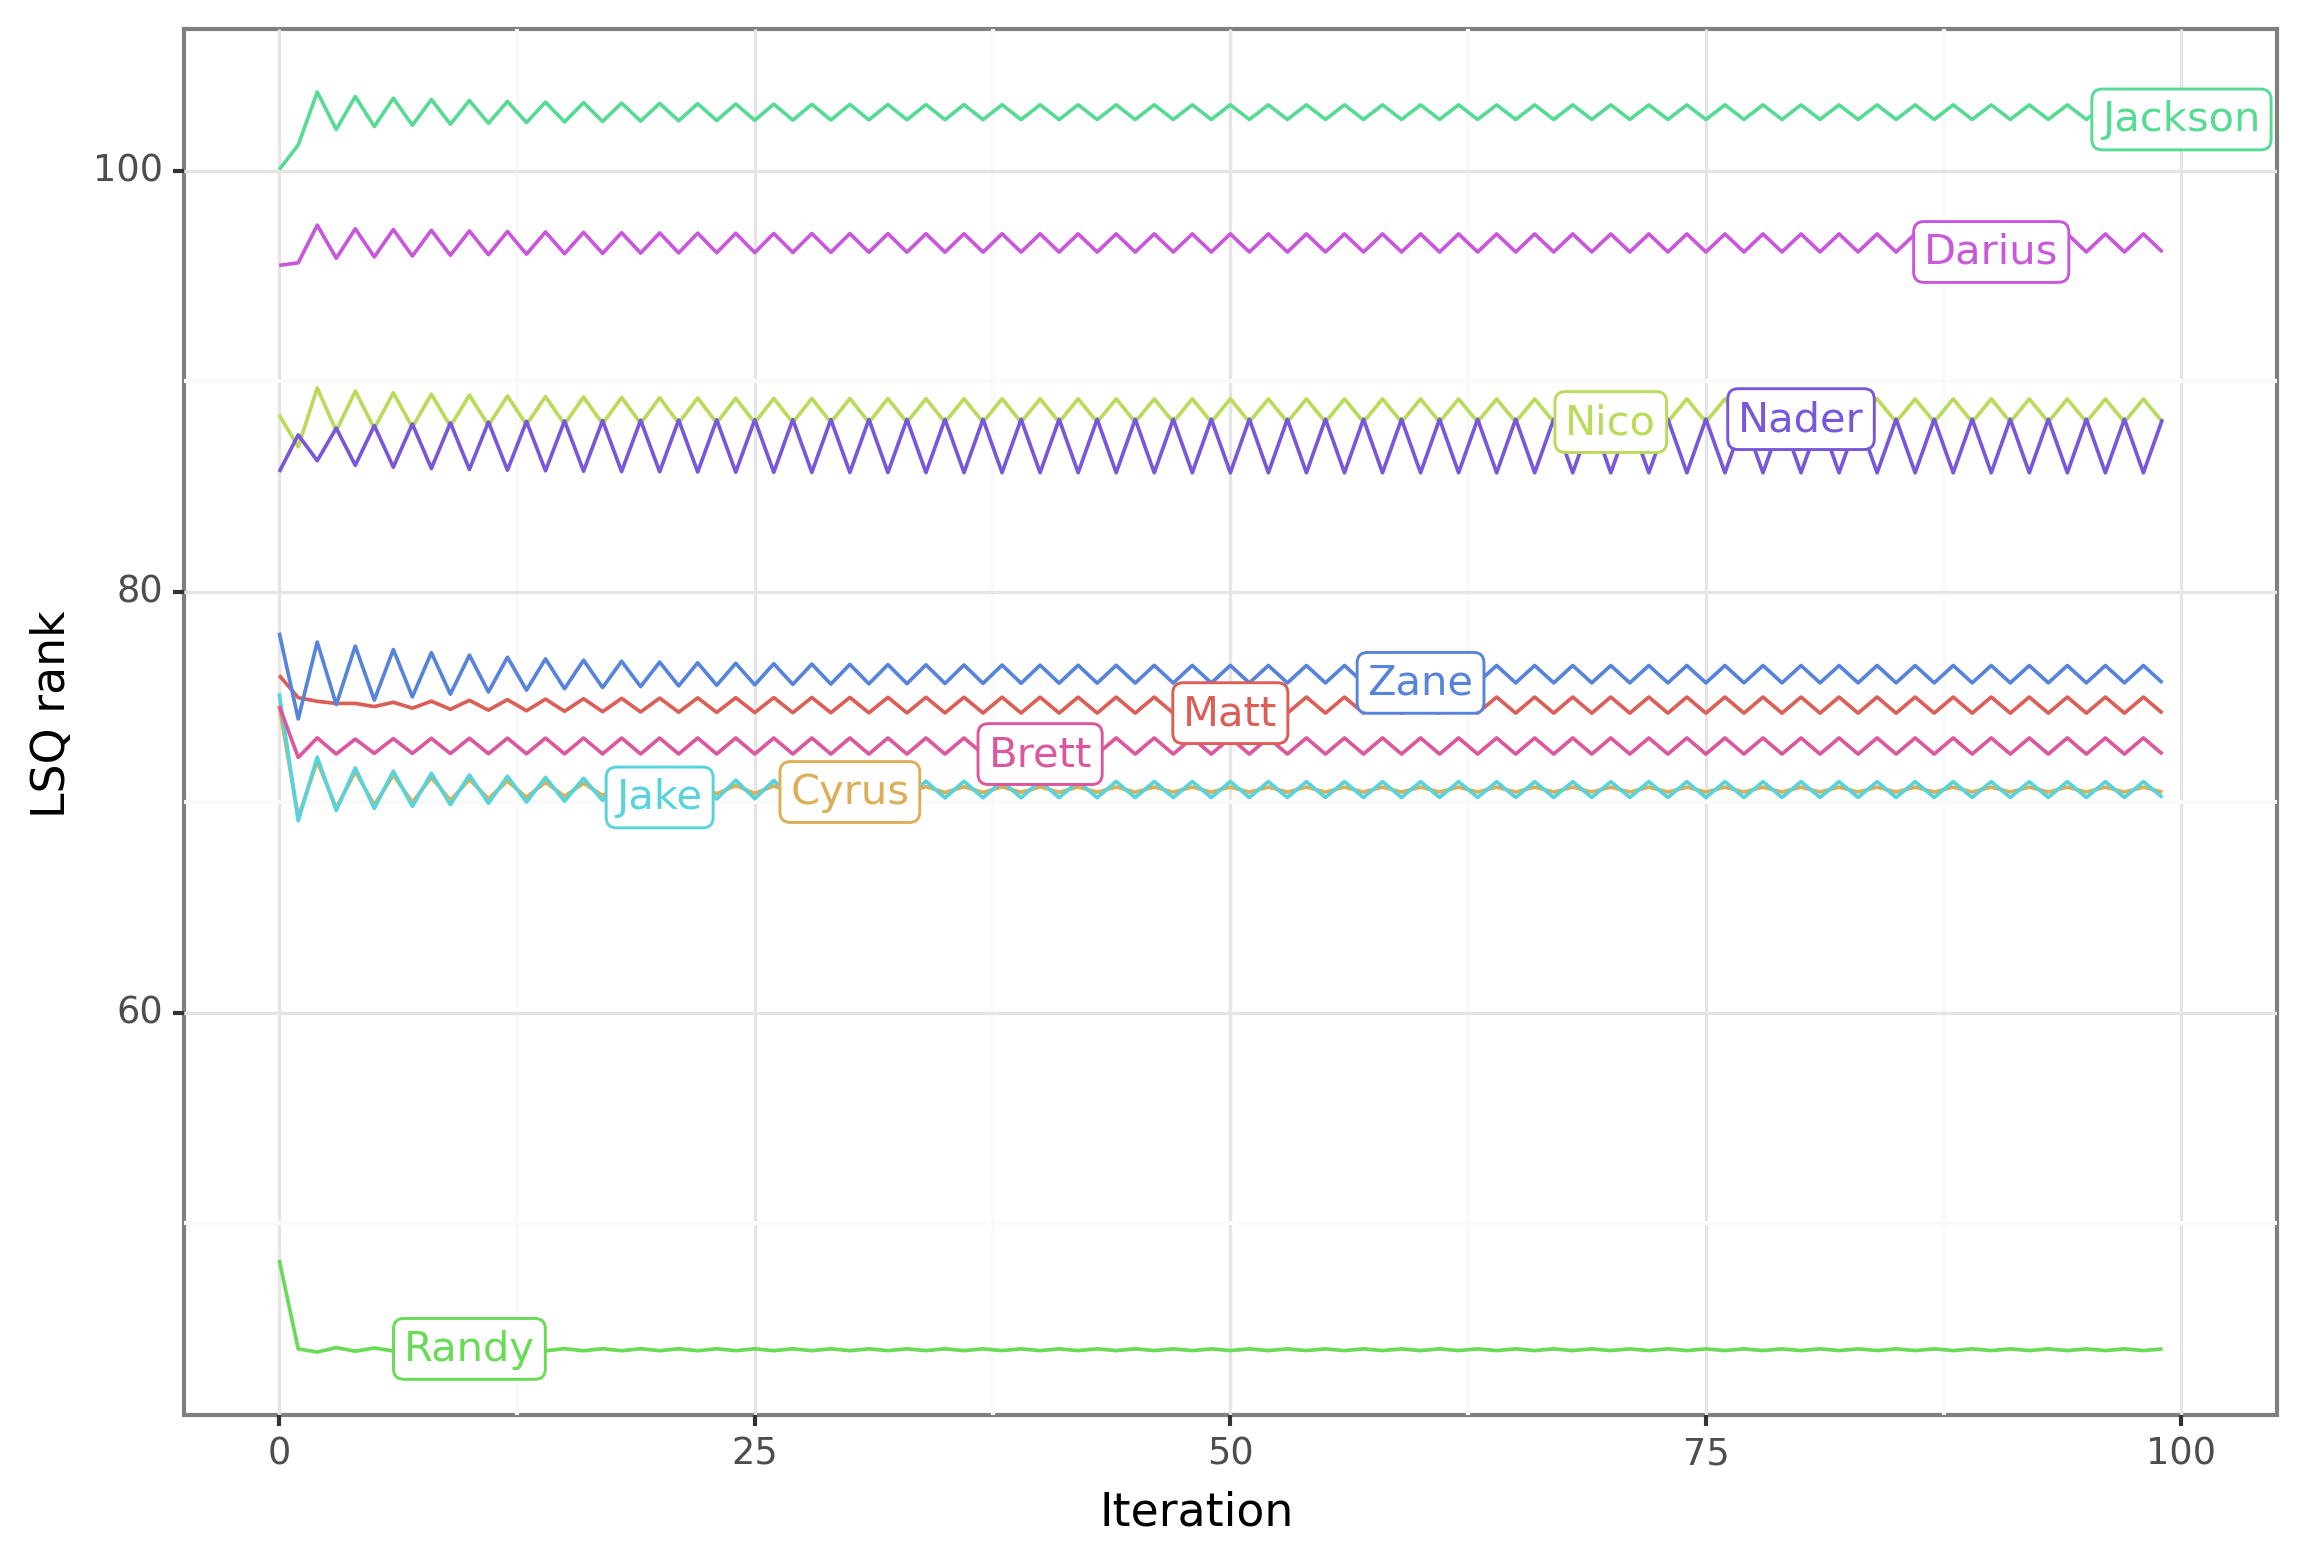 Jackson
100
Darius
Nico
Nader
80
Zane
Matt
Brett
Jake
Cyrus
LSQ rank
60
Randy
0
25
50
75
100
Iteration